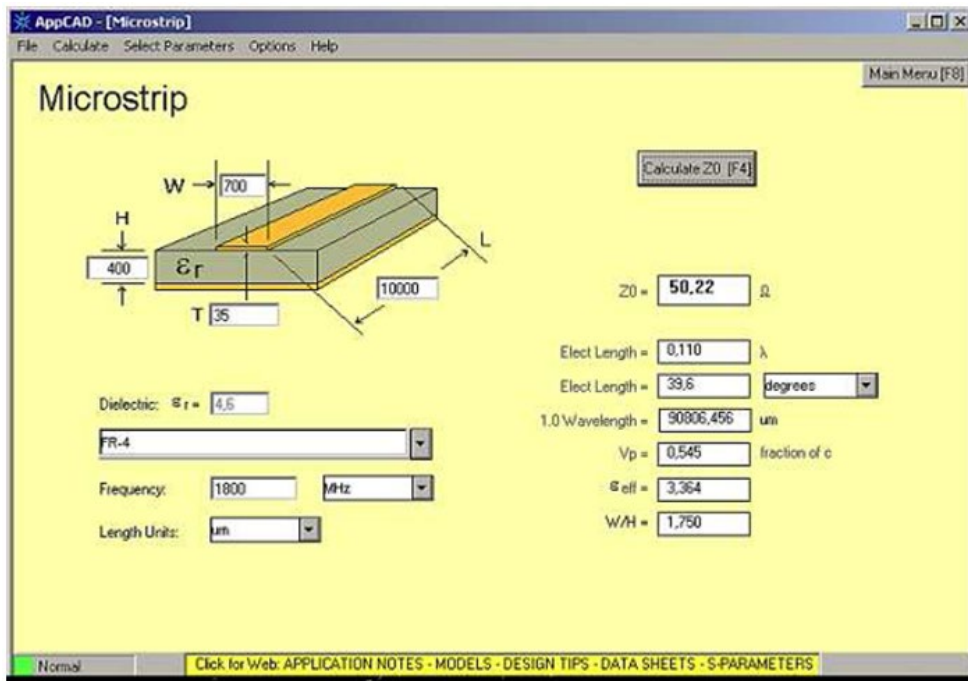 AppCAD - [Microstrip]
File Calculate Select Parameters Options Help
Main Menu [F8]
Microstrip
Calculate Z0 [F4]
W 700
H
L
400
εr
10000
T 35
Z0 = 50,22 Ω
Elect Length = 0,110 λ
Elect Length = 39,6 degrees
Dielectric: εr = 4,6
1.0 Wavelength = 90806,456 um
FR-4
Vp = 0,545 fraction of c
Frequency: 1800 MHz
εeff = 3,364
Length Units: um
W/H = 1,750
Normal
Click for Web: APPLICATION NOTES - MODELS - DESIGN TIPS - DATA SHEETS - S-PARAMETERS